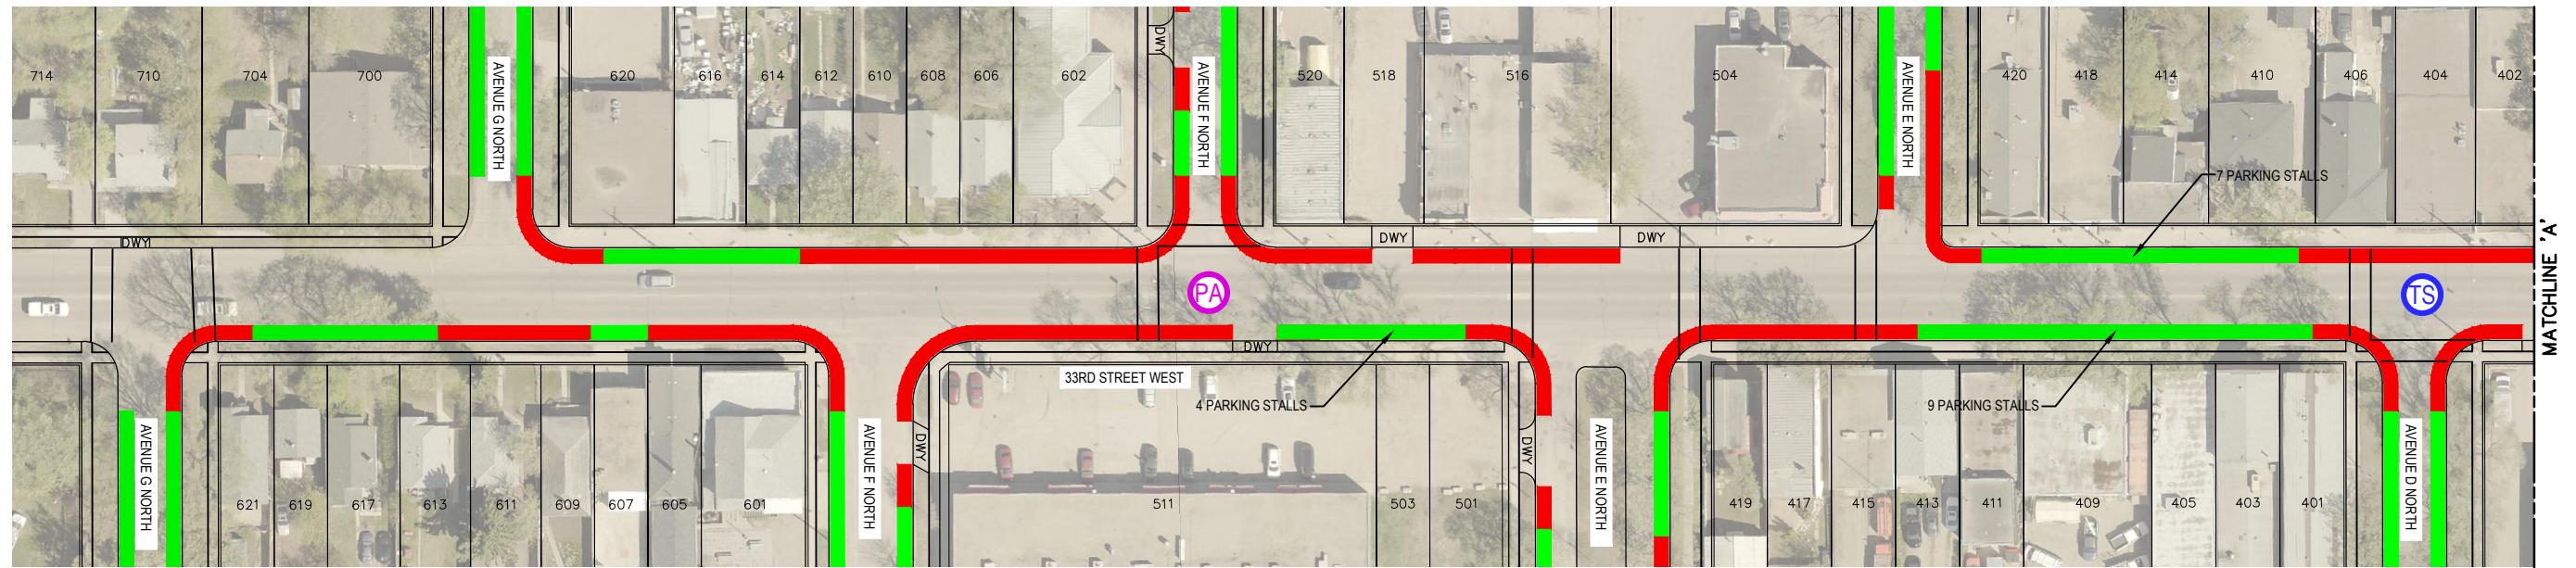 714
710
704
700
AVENUE G NORTH
620
616
614
612
610
608
606
602
DWY
AVENUE F NORTH
520
518
516
504
AVENUE E NORTH
420
418
414
410
406
404
402
7 PARKING STALLS
DWY
DWY
DWY
PA
TS
MATCHLINE 'A'
DWY
33RD STREET WEST
4 PARKING STALLS
9 PARKING STALLS
AVENUE G NORTH
621
619
617
613
611
609
607
605
601
AVENUE F NORTH
DWY
511
503
501
DWY
AVENUE E NORTH
419
417
415
413
411
409
405
403
401
AVENUE D NORTH